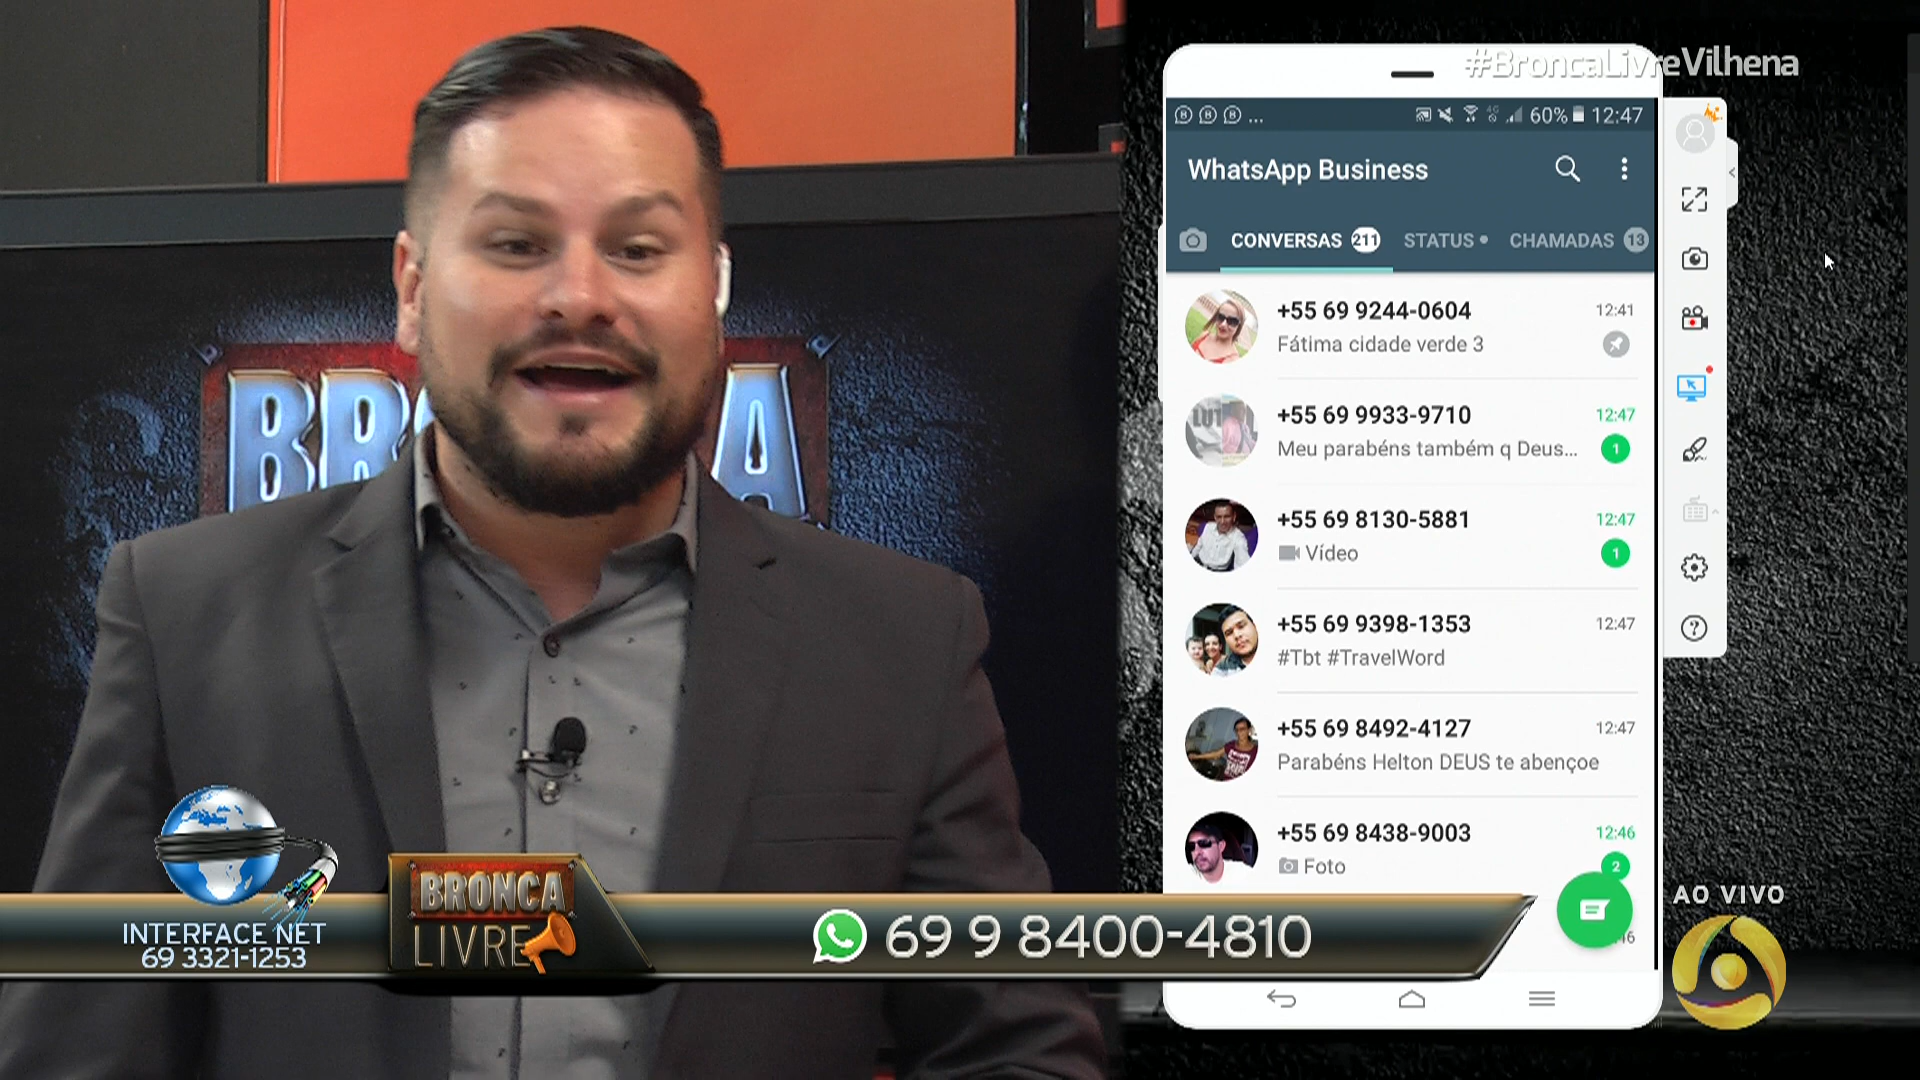 #BroncaLivreVilhena
... 60% 12:47
WhatsApp Business
CONVERSAS 211 STATUS CHAMADAS 13
+55 69 9244-0604 12:41
Fátima cidade verde 3
+55 69 9933-9710 12:47
Meu parabéns também q Deus... 1
+55 69 8130-5881 12:47
Vídeo 1
+55 69 9398-1353 12:47
#Tbt #TravelWord
+55 69 8492-4127 12:47
Parabéns Helton DEUS te abençoe
+55 69 8438-9003 12:46
Foto 2
BRONCA
LIVRE
INTERFACE NET
69 3321-1253
69 9 8400-4810
AO VIVO